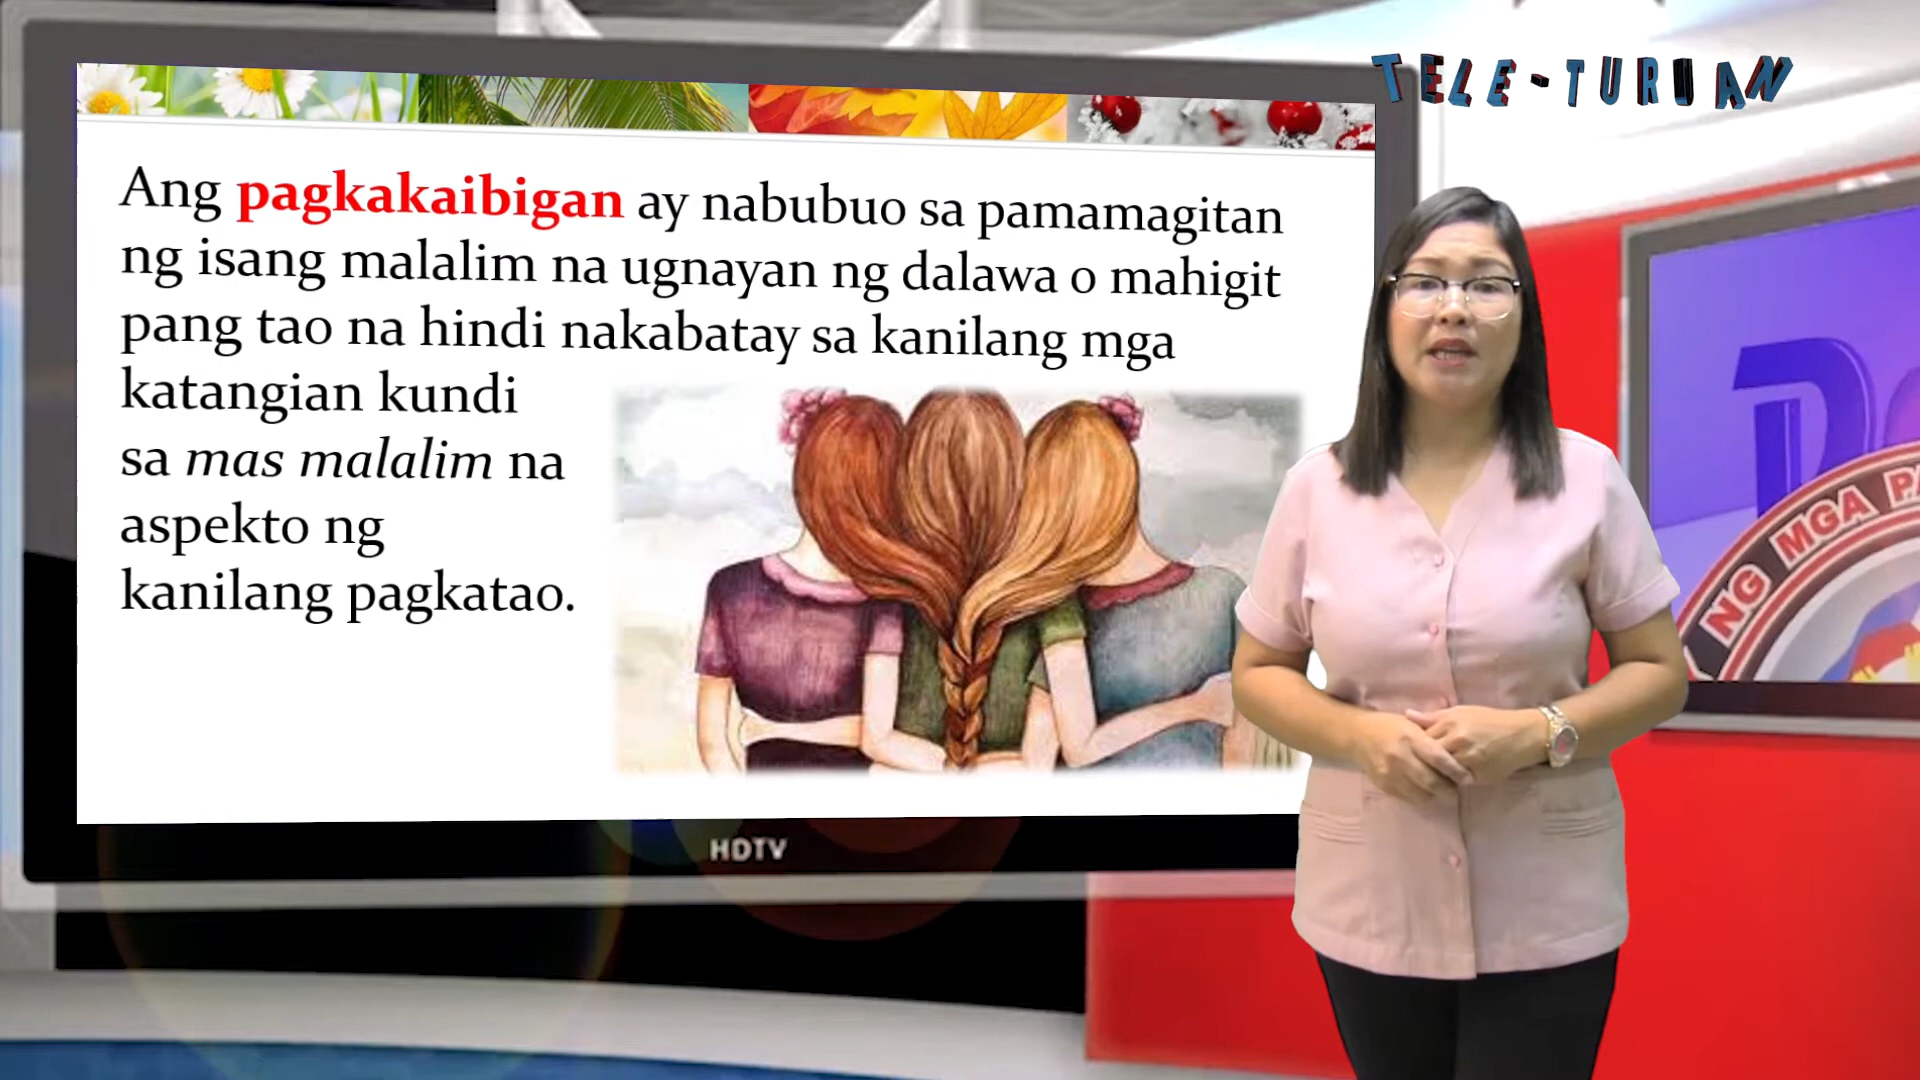 TELE-TURUAN
Ang pagkakaibigan ay nabubuo sa pamamagitan
ng isang malalim na ugnayan ng dalawa o mahigit
pang tao na hindi nakabatay sa kanilang mga
katangian kundi
sa mas malalim na
aspekto ng
kanilang pagkatao.
NG MGA
HDTV